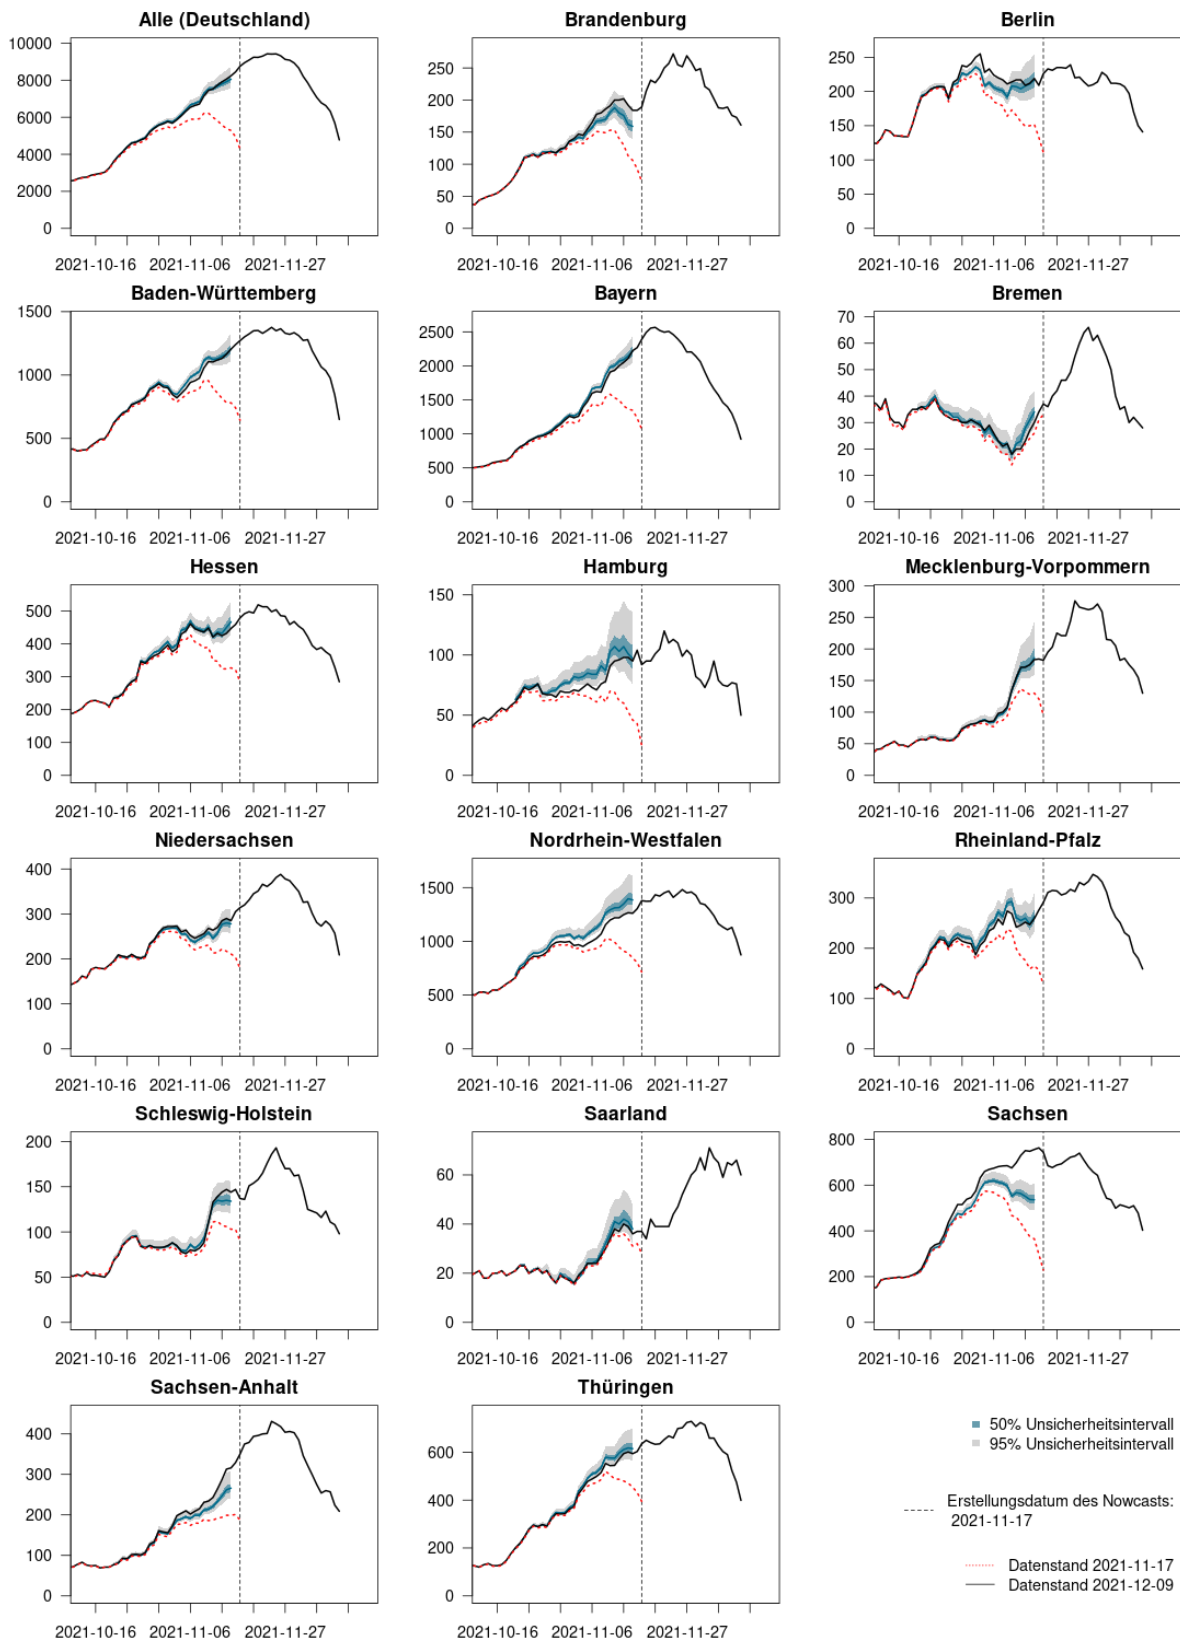 Alle (Deutschland)
10000
8000
6000
4000
2000
0
2021-10-16 2021-11-06 2021-11-27
Brandenburg
250
200
150
100
50
0
2021-10-16 2021-11-06 2021-11-27
Berlin
250
200
150
100
50
0
2021-10-16 2021-11-06 2021-11-27
Baden-Württemberg
1500
1000
500
0
2021-10-16 2021-11-06 2021-11-27
Bayern
2500
2000
1500
1000
500
0
2021-10-16 2021-11-06 2021-11-27
Bremen
70
60
50
40
30
20
10
0
2021-10-16 2021-11-06 2021-11-27
Hessen
500
400
300
200
100
0
2021-10-16 2021-11-06 2021-11-27
Hamburg
150
100
50
0
2021-10-16 2021-11-06 2021-11-27
Mecklenburg-Vorpommern
300
250
200
150
100
50
0
2021-10-16 2021-11-06 2021-11-27
Niedersachsen
400
300
200
100
0
2021-10-16 2021-11-06 2021-11-27
Nordrhein-Westfalen
1500
1000
500
0
2021-10-16 2021-11-06 2021-11-27
Rheinland-Pfalz
300
200
100
0
2021-10-16 2021-11-06 2021-11-27
Schleswig-Holstein
200
150
100
50
0
2021-10-16 2021-11-06 2021-11-27
Saarland
60
40
20
0
2021-10-16 2021-11-06 2021-11-27
Sachsen
800
600
400
200
0
2021-10-16 2021-11-06 2021-11-27
Sachsen-Anhalt
400
300
200
100
0
2021-10-16 2021-11-06 2021-11-27
Thüringen
600
400
200
0
2021-10-16 2021-11-06 2021-11-27
50% Unsicherheitsintervall
95% Unsicherheitsintervall
Erstellungsdatum des Nowcasts:
2021-11-17
Datenstand 2021-11-17
Datenstand 2021-12-09